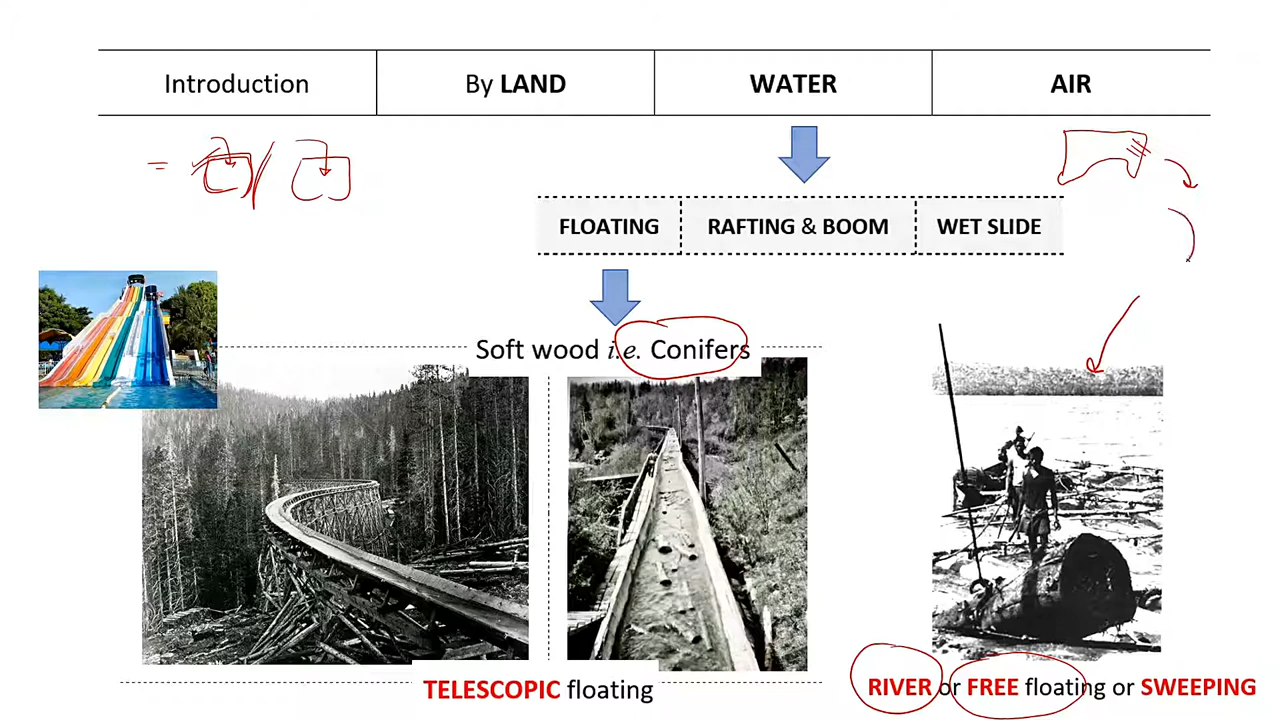 Introduction
By LAND
WATER
AIR
FLOATING
RAFTING & BOOM
WET SLIDE
Soft wood i.e. Conifers
TELESCOPIC floating
RIVER or FREE floating or SWEEPING